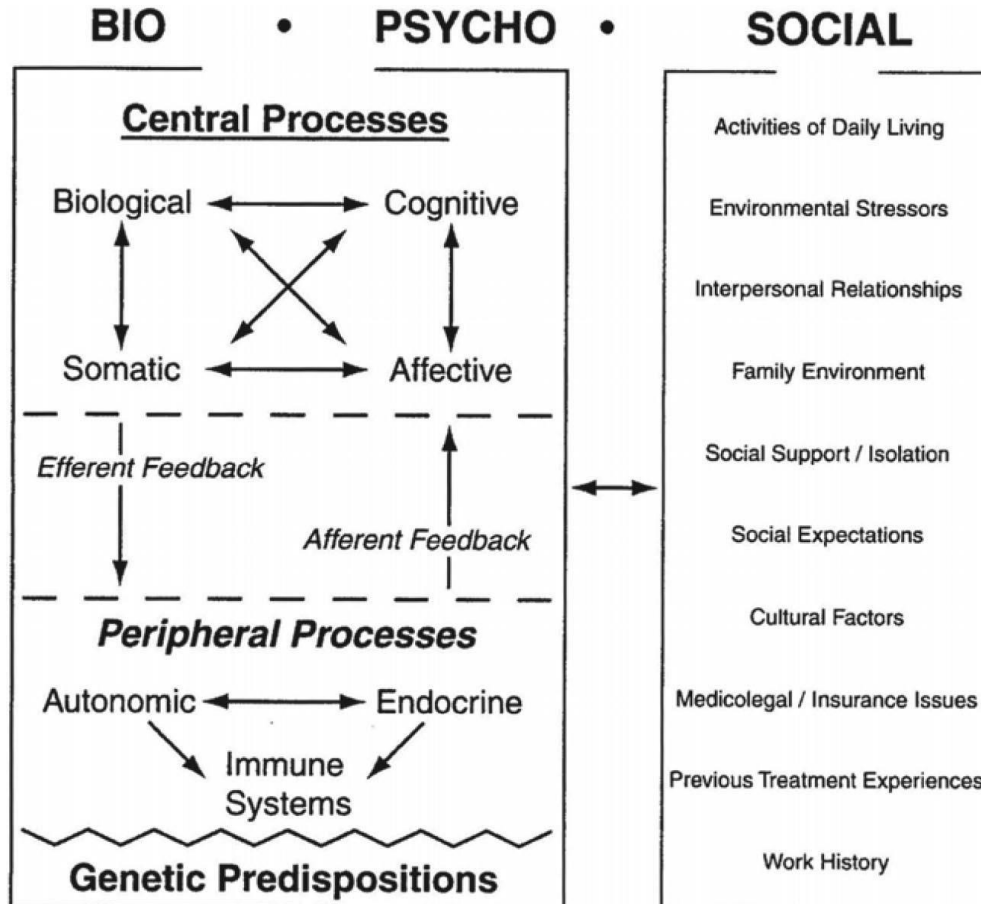 BIO • PSYCHO • SOCIAL
Central Processes
Biological Cognitive
Somatic Affective
Efferent Feedback
Afferent Feedback
Peripheral Processes
Autonomic Endocrine
Immune
Systems
Genetic Predispositions
Activities of Daily Living
Environmental Stressors
Interpersonal Relationships
Family Environment
Social Support / Isolation
Social Expectations
Cultural Factors
Medicolegal / Insurance Issues
Previous Treatment Experiences
Work History